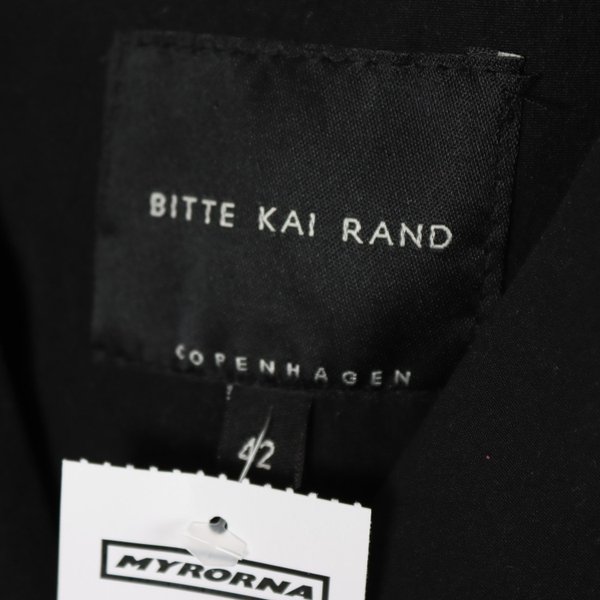 BITTE KAI RAND
COPENHAGEN
42
MYRORNA